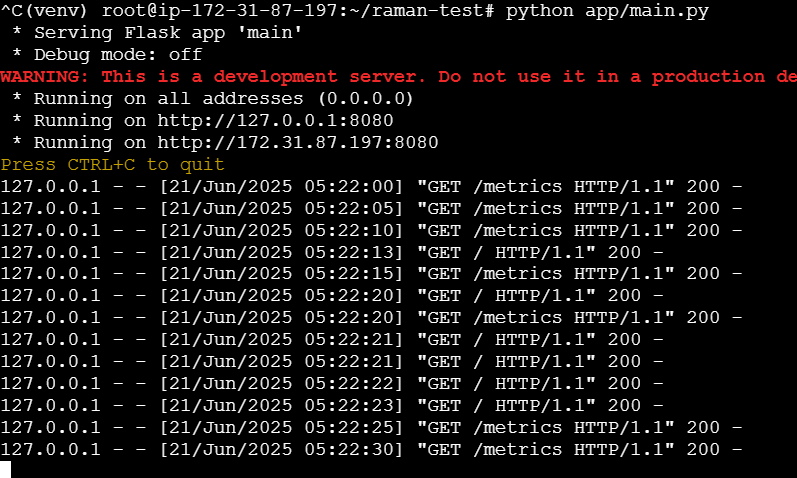 ^C(venv) root@ip-172-31-87-197:~/raman-test# python app/main.py
* Serving Flask app 'main'
* Debug mode: off
WARNING: This is a development server. Do not use it in a production de
* Running on all addresses (0.0.0.0)
* Running on http://127.0.0.1:8080
* Running on http://172.31.87.197:8080
Press CTRL+C to quit
127.0.0.1 - - [21/Jun/2025 05:22:00] "GET /metrics HTTP/1.1" 200 -
127.0.0.1 - - [21/Jun/2025 05:22:05] "GET /metrics HTTP/1.1" 200 -
127.0.0.1 - - [21/Jun/2025 05:22:10] "GET /metrics HTTP/1.1" 200 -
127.0.0.1 - - [21/Jun/2025 05:22:13] "GET / HTTP/1.1" 200 -
127.0.0.1 - - [21/Jun/2025 05:22:15] "GET /metrics HTTP/1.1" 200 -
127.0.0.1 - - [21/Jun/2025 05:22:20] "GET / HTTP/1.1" 200 -
127.0.0.1 - - [21/Jun/2025 05:22:20] "GET /metrics HTTP/1.1" 200 -
127.0.0.1 - - [21/Jun/2025 05:22:21] "GET / HTTP/1.1" 200 -
127.0.0.1 - - [21/Jun/2025 05:22:21] "GET / HTTP/1.1" 200 -
127.0.0.1 - - [21/Jun/2025 05:22:22] "GET / HTTP/1.1" 200 -
127.0.0.1 - - [21/Jun/2025 05:22:23] "GET / HTTP/1.1" 200 -
127.0.0.1 - - [21/Jun/2025 05:22:25] "GET /metrics HTTP/1.1" 200 -
127.0.0.1 - - [21/Jun/2025 05:22:30] "GET /metrics HTTP/1.1" 200 -